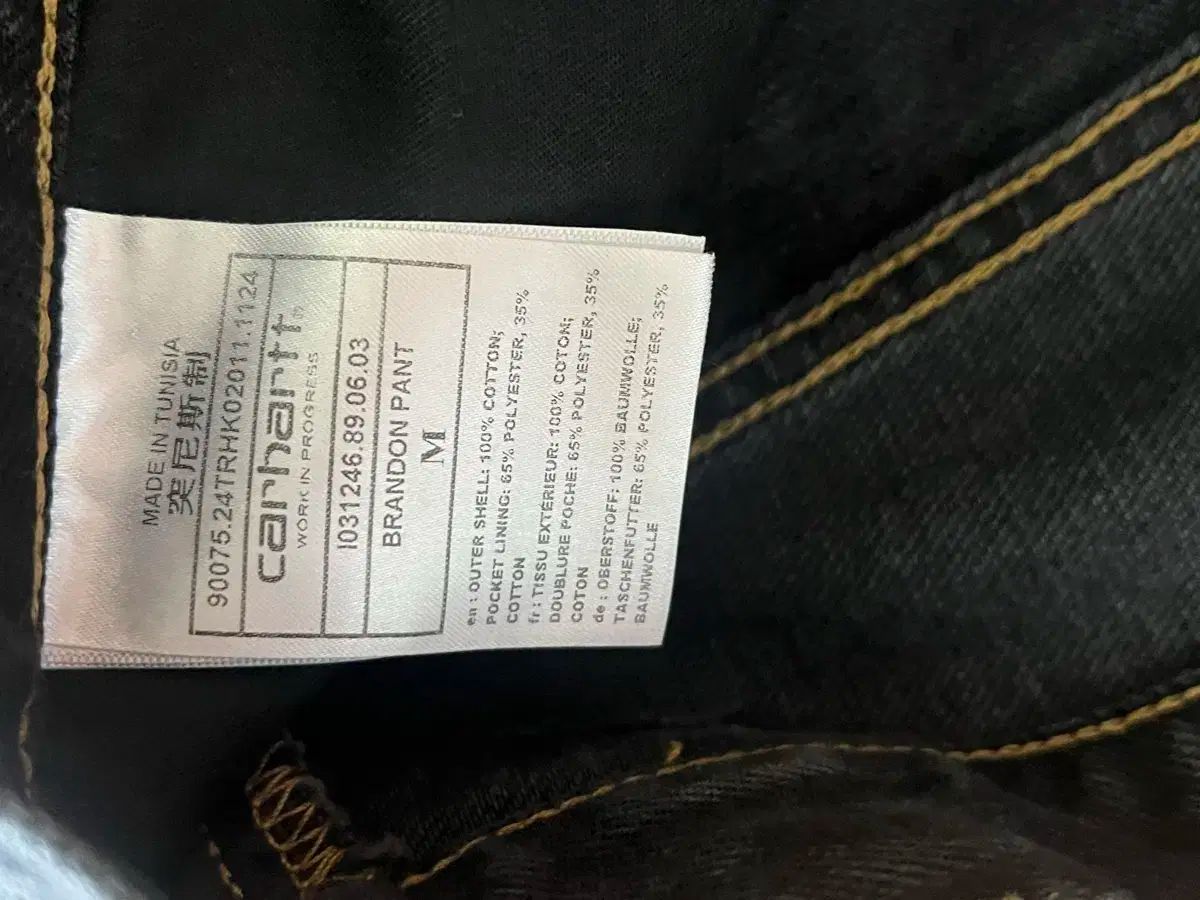 MADE IN TUNISIA
突尼斯制
90075.24TRHK02011.1124
carhartt
WORK IN PROGRESS
I031246.89.06.03
BRANDON PANT
M
en : OUTER SHELL: 100% COTTON;
POCKET LINING: 65% POLYESTER, 35%
COTTON
fr : TISSU EXTÉRIEUR: 100% COTON;
DOUBLURE POCHE: 65% POLYESTER, 35%
COTON
de : OBERSTOFF: 100% BAUMWOLLE;
TASCHENFUTTER: 65% POLYESTER, 35%
BAUMWOLLE